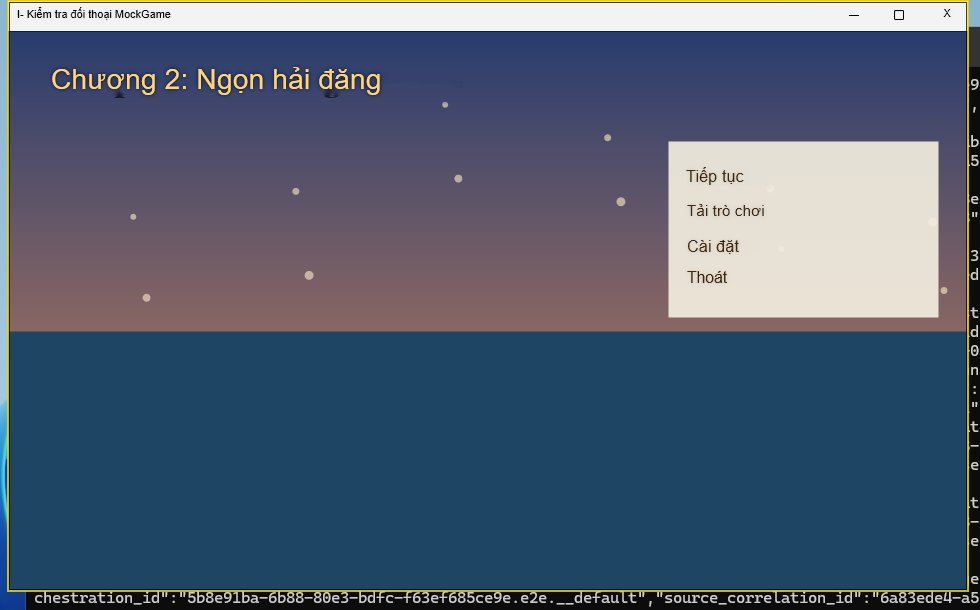 I- Kiểm tra đối thoại MockGame
X
Chương 2: Ngọn hải đăng
Tiếp tục
Tải trò chơi
Cài đặt
Thoát
chestration_id":"5b8e91ba-6b88-80e3-bdfc-f63ef685ce9e.e2e.__default","source_correlation_id":"6a83ede4-a8